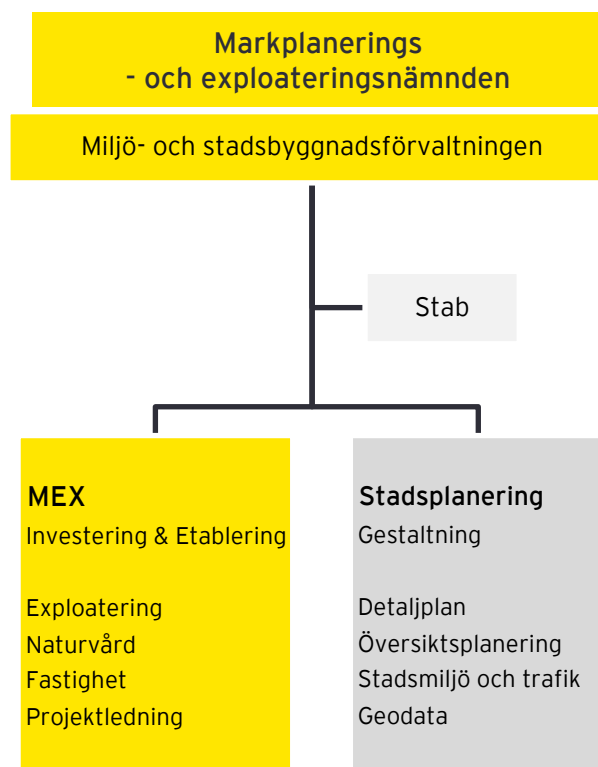 Markplanerings
- och exploateringsnämnden
Miljö- och stadsbyggnadsförvaltningen
Stab
MEX
Investering & Etablering
Exploatering
Naturvård
Fastighet
Projektledning
Stadsplanering
Gestaltning
Detaljplan
Översiktsplanering
Stadsmiljö och trafik
Geodata